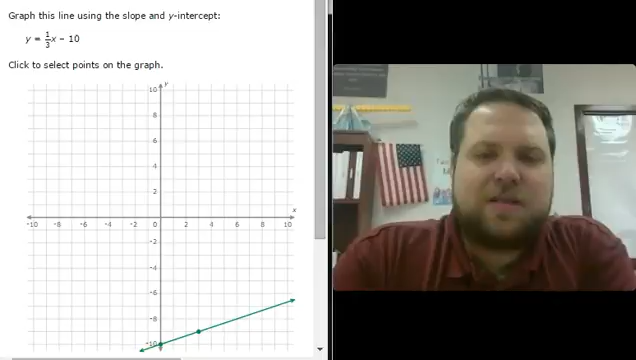 Graph this line using the slope and y-intercept:
y = 1/3 x − 10
Click to select points on the graph.
y
10
8
6
4
2
x
-10 -8 -6 -4 -2 0 2 4 6 8 10
-2
-4
-6
-8
-10